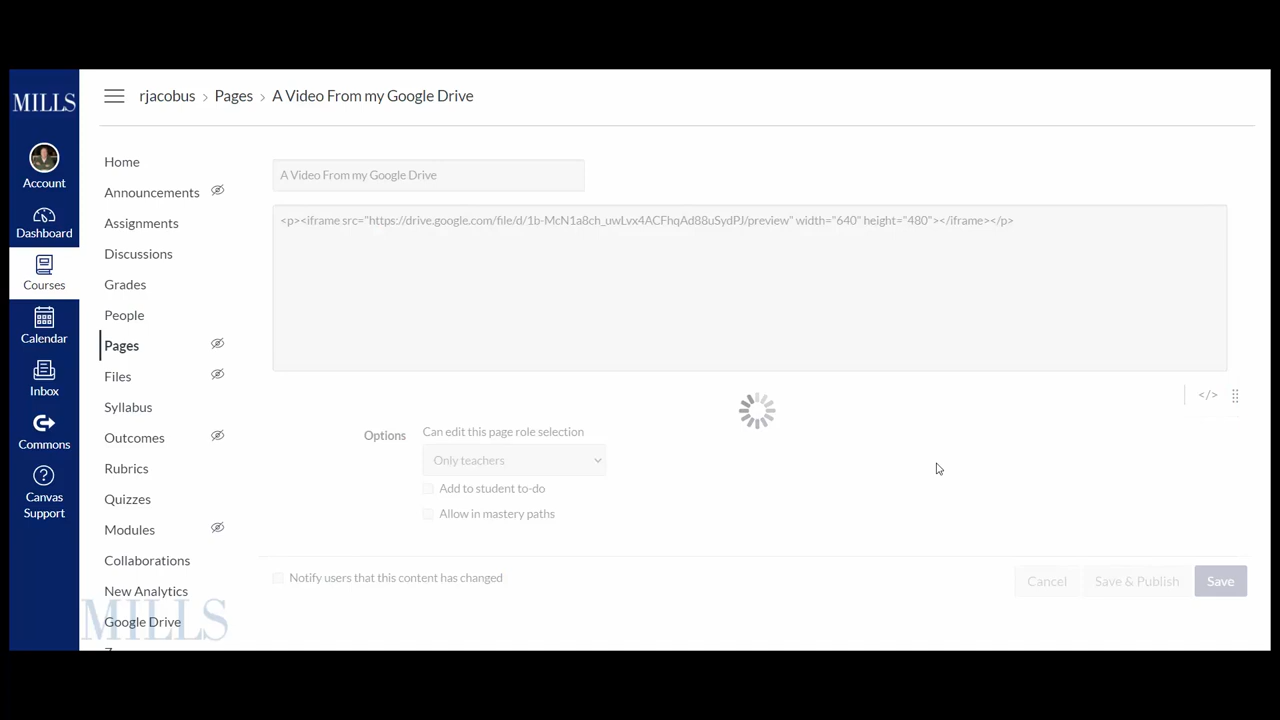 MILLS
rjacobus > Pages > A Video From my Google Drive
Account
Dashboard
Courses
Calendar
Inbox
Commons
Canvas
Support
Home
Announcements
Assignments
Discussions
Grades
People
Pages
Files
Syllabus
Outcomes
Rubrics
Quizzes
Modules
Collaborations
New Analytics
Google Drive
MILLS
A Video From my Google Drive
<p><iframe src="https://drive.google.com/file/d/1b-McN1a8ch_uwLvx4ACFhqAd88uSydPJ/preview" width="640" height="480"></iframe></p>
</>
Options
Can edit this page role selection
Only teachers
Add to student to-do
Allow in mastery paths
Notify users that this content has changed
Cancel
Save & Publish
Save